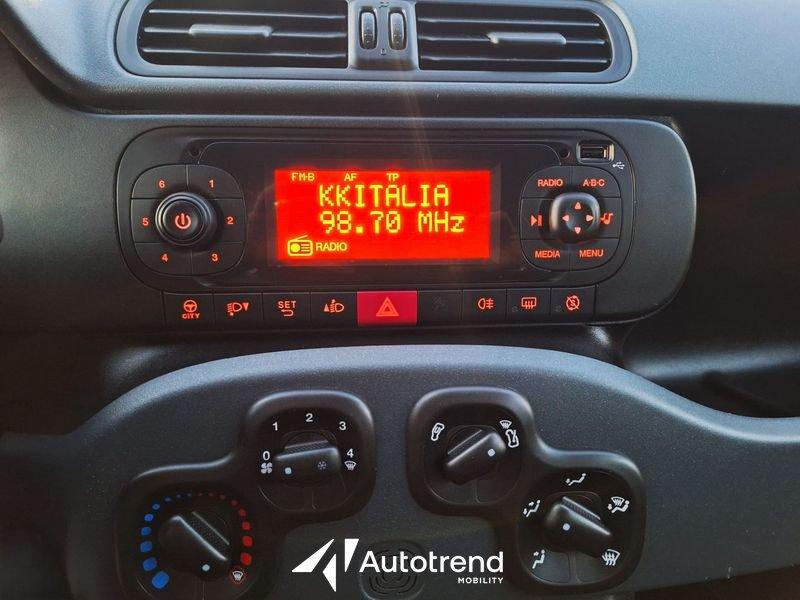 FM-B AF TP
KKITALIA
98.70 MHz
RADIO
6 1
5 2
4 3
RADIO A·B·C
MEDIA MENU
CITY
SET
0 1 2 3 4
Autotrend
MOBILITY